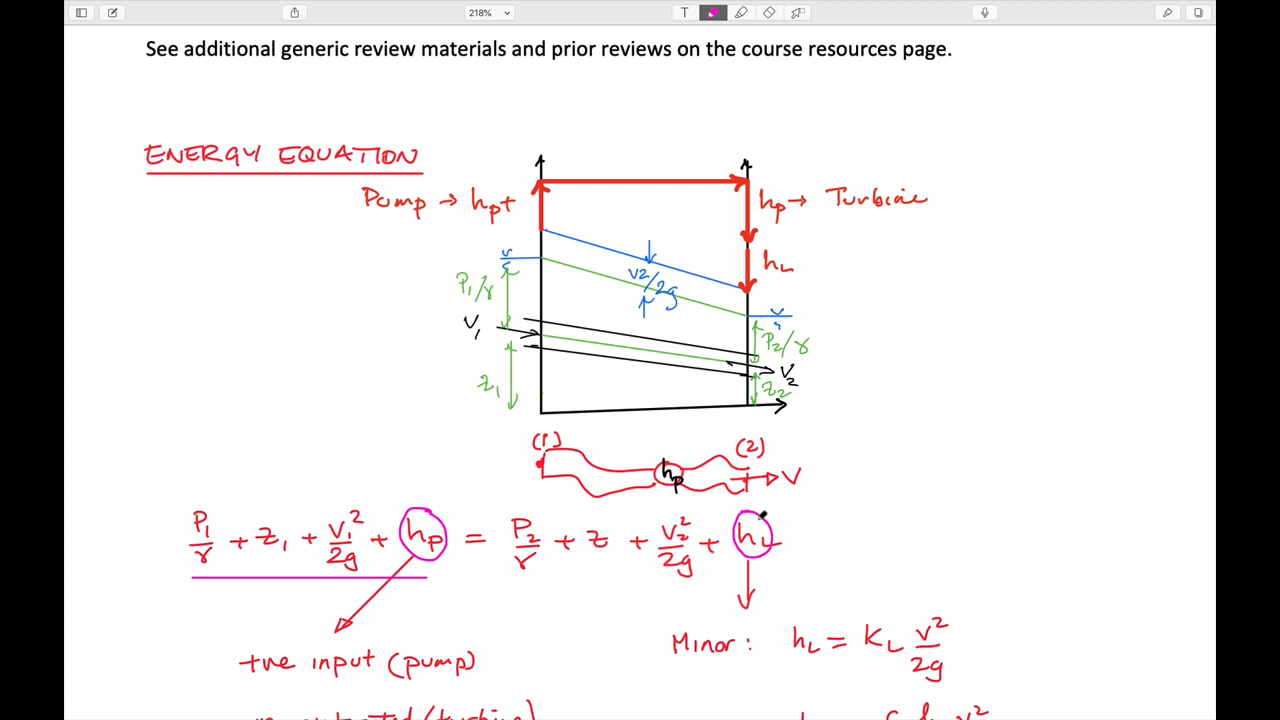 218%
T
See additional generic review materials and prior reviews on the course resources page.
ENERGY EQUATION
Pump → hp+
hp → Turbine
hL
V2/2g
P1/γ
V1
P2/γ
V2
z1
z2
(1)
(2)
hp
V
P1/γ + z1 + V1²/2g + hp = P2/γ + z + V2²/2g + hL
Minor: hL = KL V²/2g
+ve input (pump)